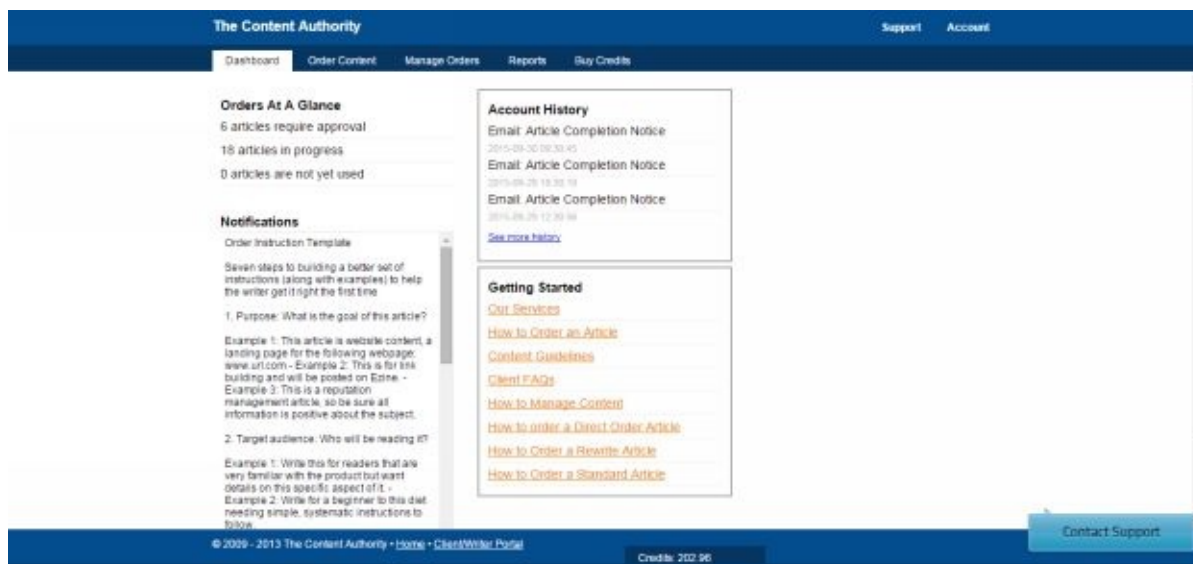 The Content Authority
Support Account
Dashboard Order Content Manage Orders Reports Buy Credits
Orders At A Glance
6 articles require approval
18 articles in progress
0 articles are not yet used
Notifications
Order Instruction Template
Seven steps to building a better set of
instructions (along with examples) to help
the writer get it right the first time
1. Purpose: What is the goal of this article?
Example 1: This article is website content, a
landing page for the following webpage:
www.url.com - Example 2: This is for link
building and will be posted on Ezine. -
Example 3: This is a reputation
management article, so be sure all
information is positive about the subject.
2. Target audience: Who will be reading it?
Example 1: Write this for readers that are
very familiar with the product but want
details on this specific aspect of it. -
Example 2: Write for a beginner to this diet
needing simple, systematic instructions to
follow.
Account History
Email: Article Completion Notice
Email: Article Completion Notice
Email: Article Completion Notice
See more history
Getting Started
Our Services
How to Order an Article
Content Guidelines
Client FAQs
How to Manage Content
How to order a Direct Order Article
How to Order a Rewrite Article
How to Order a Standard Article
© 2009 - 2013 The Content Authority • Home • Client/Writer Portal
Credits: 202.96
Contact Support